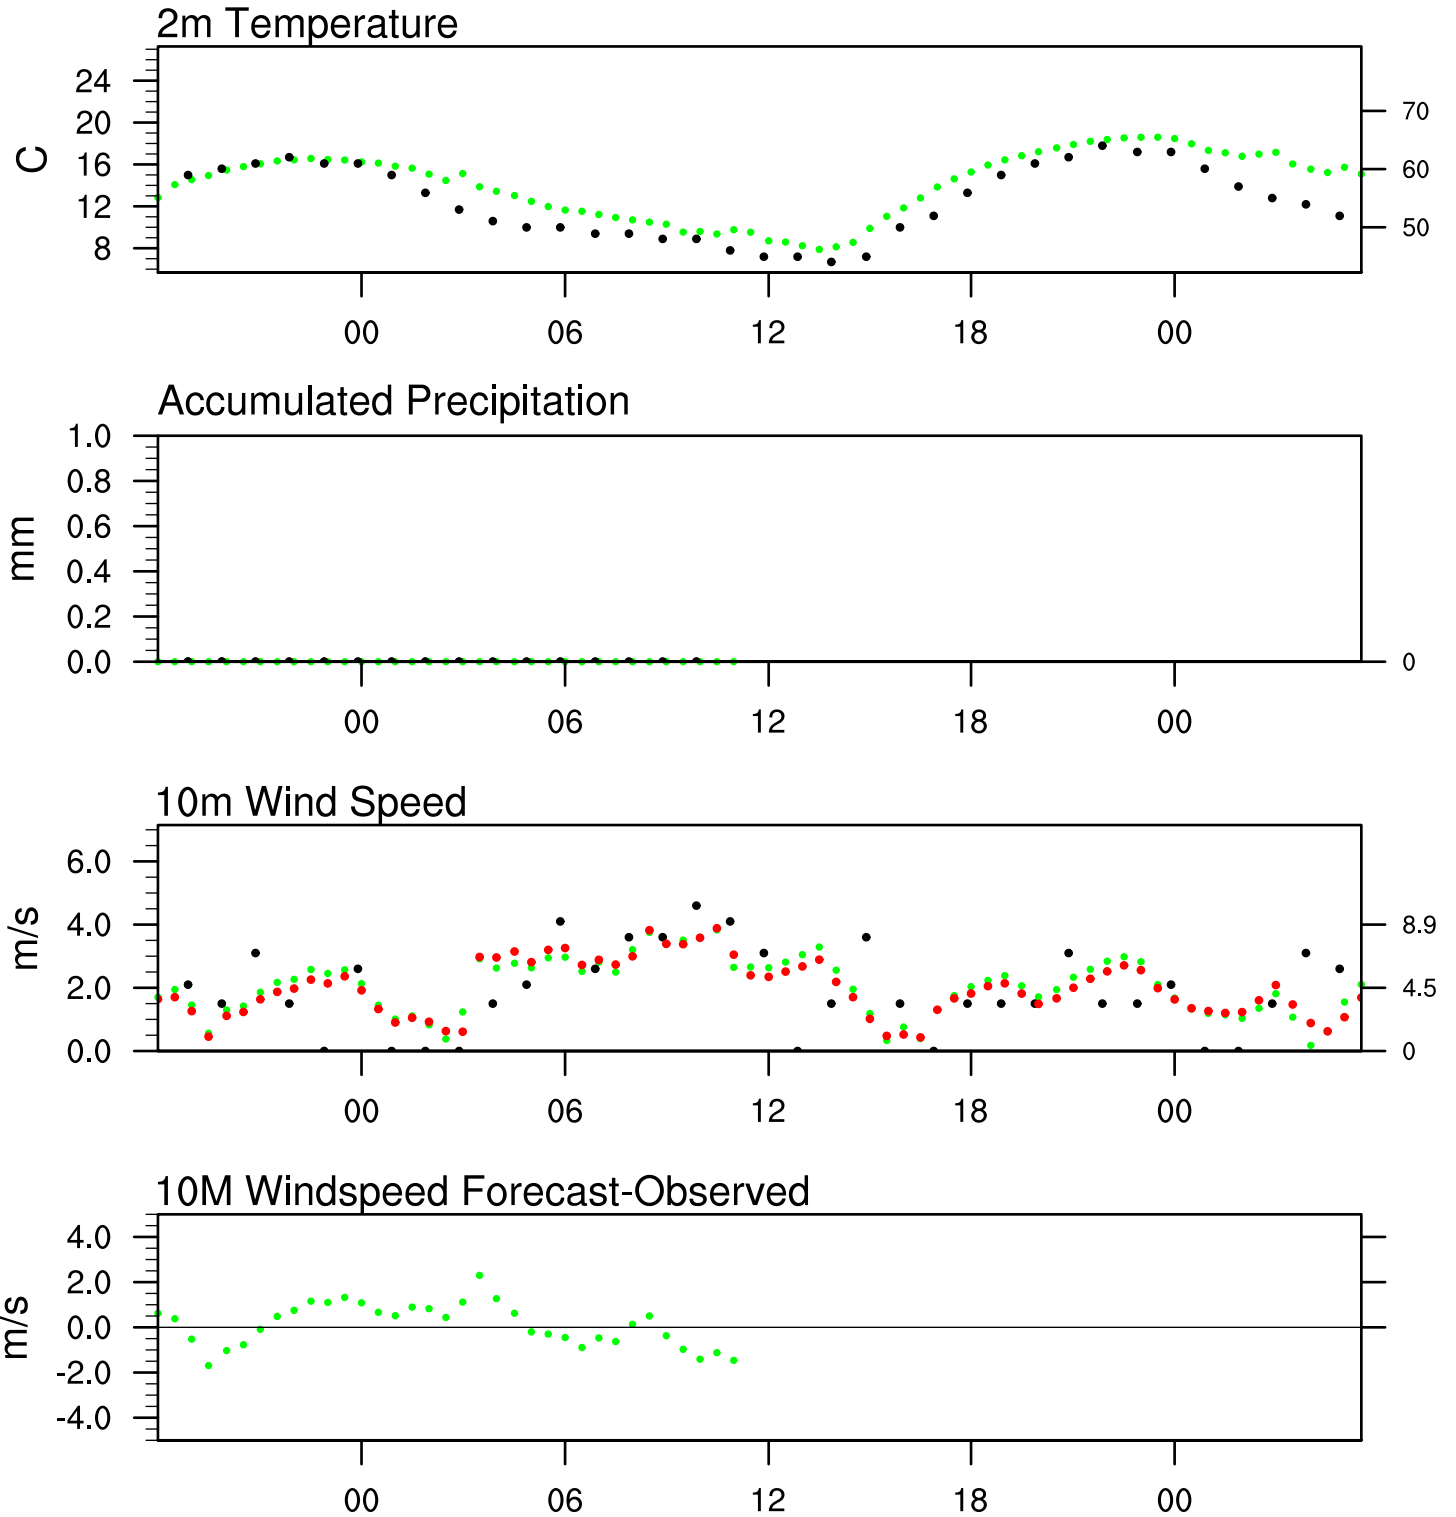 2m Temperature
24
20
70
C
16
60
12
50
8
00 06 12 18 00
Accumulated Precipitation
1.0
0.8
mm
0.6
0.4
0.2
0.0 0
00 06 12 18 00
10m Wind Speed
6.0
m/s
4.0 8.9
2.0 4.5
0.0 0
00 06 12 18 00
10M Windspeed Forecast-Observed
4.0
2.0
m/s
0.0
-2.0
-4.0
00 06 12 18 00